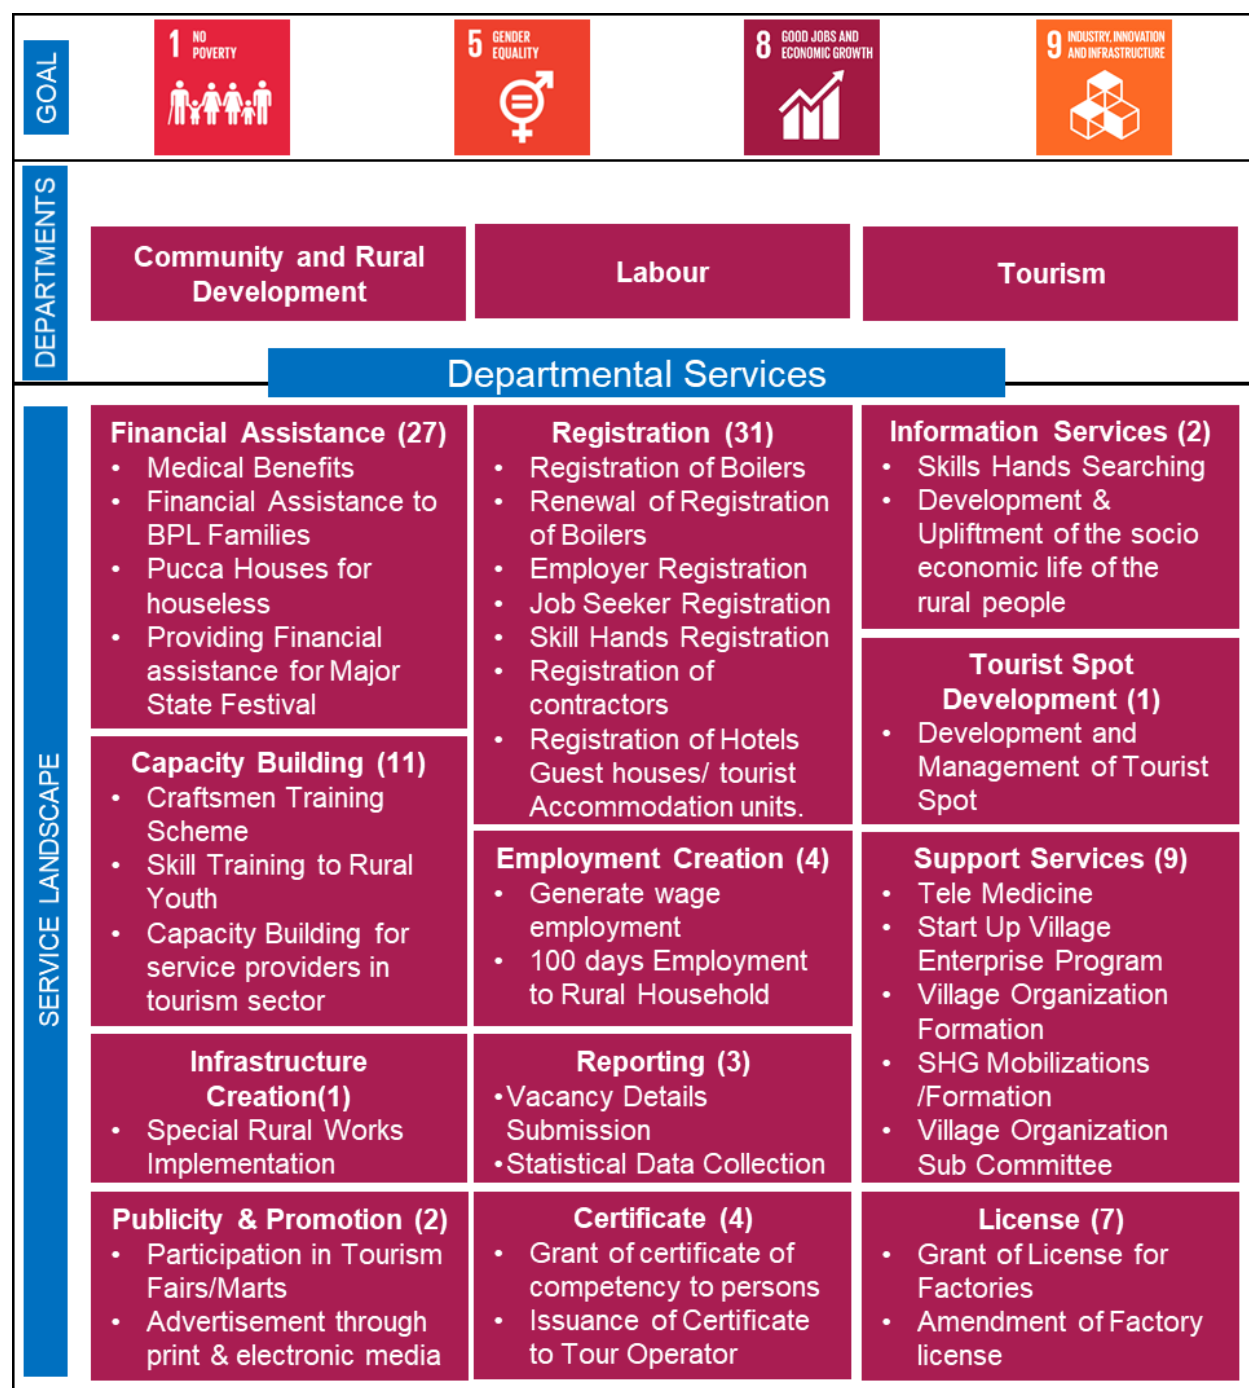 GOAL
1 NO
POVERTY
5 GENDER
EQUALITY
8 GOOD JOBS AND
ECONOMIC GROWTH
9 INDUSTRY, INNOVATION
AND INFRASTRUCTURE
DEPARTMENTS
Community and Rural
Development
Labour
Tourism
Departmental Services
SERVICE LANDSCAPE
Financial Assistance (27)
• Medical Benefits
• Financial Assistance to
BPL Families
• Pucca Houses for
houseless
• Providing Financial
assistance for Major
State Festival
Capacity Building (11)
• Craftsmen Training
Scheme
• Skill Training to Rural
Youth
• Capacity Building for
service providers in
tourism sector
Infrastructure
Creation(1)
• Special Rural Works
Implementation
Publicity & Promotion (2)
• Participation in Tourism
Fairs/Marts
• Advertisement through
print & electronic media
Registration (31)
• Registration of Boilers
• Renewal of Registration
of Boilers
• Employer Registration
• Job Seeker Registration
• Skill Hands Registration
• Registration of
contractors
• Registration of Hotels
Guest houses/ tourist
Accommodation units.
Employment Creation (4)
• Generate wage
employment
• 100 days Employment
to Rural Household
Reporting (3)
•Vacancy Details
Submission
•Statistical Data Collection
Certificate (4)
• Grant of certificate of
competency to persons
• Issuance of Certificate
to Tour Operator
Information Services (2)
• Skills Hands Searching
• Development &
Upliftment of the socio
economic life of the
rural people
Tourist Spot
Development (1)
• Development and
Management of Tourist
Spot
Support Services (9)
• Tele Medicine
• Start Up Village
Enterprise Program
• Village Organization
Formation
• SHG Mobilizations
/Formation
• Village Organization
Sub Committee
License (7)
• Grant of License for
Factories
• Amendment of Factory
license